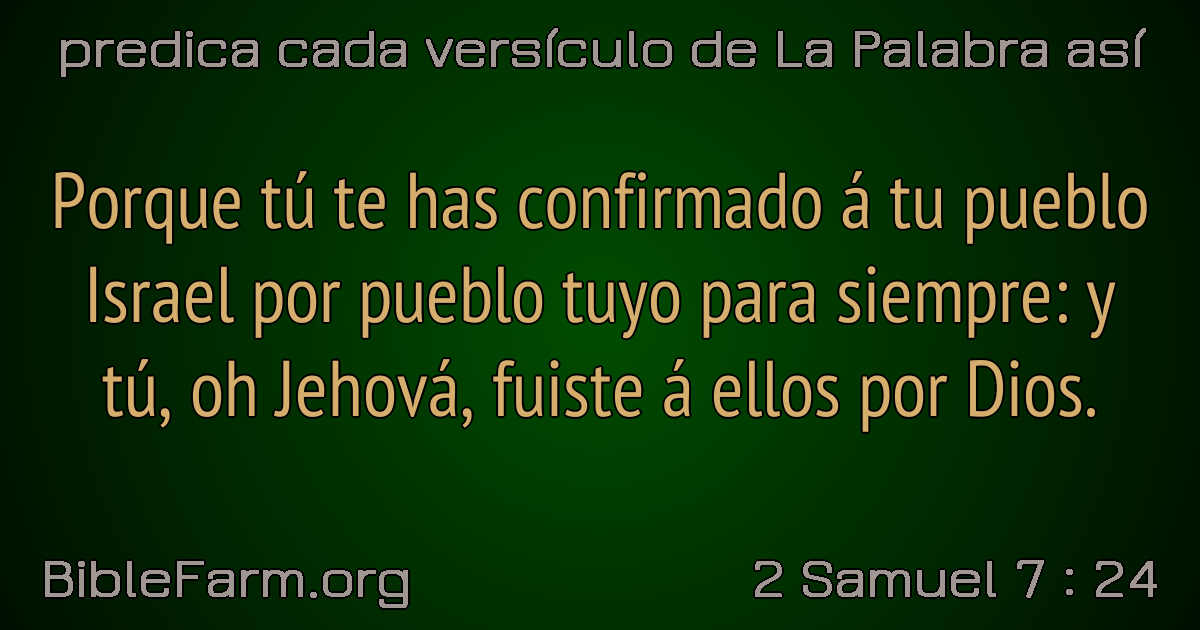 predica cada versículo de La Palabra así
Porque tú te has confirmado á tu pueblo
Israel por pueblo tuyo para siempre: y
tú, oh Jehová, fuiste á ellos por Dios.
BibleFarm.org
2 Samuel 7 : 24